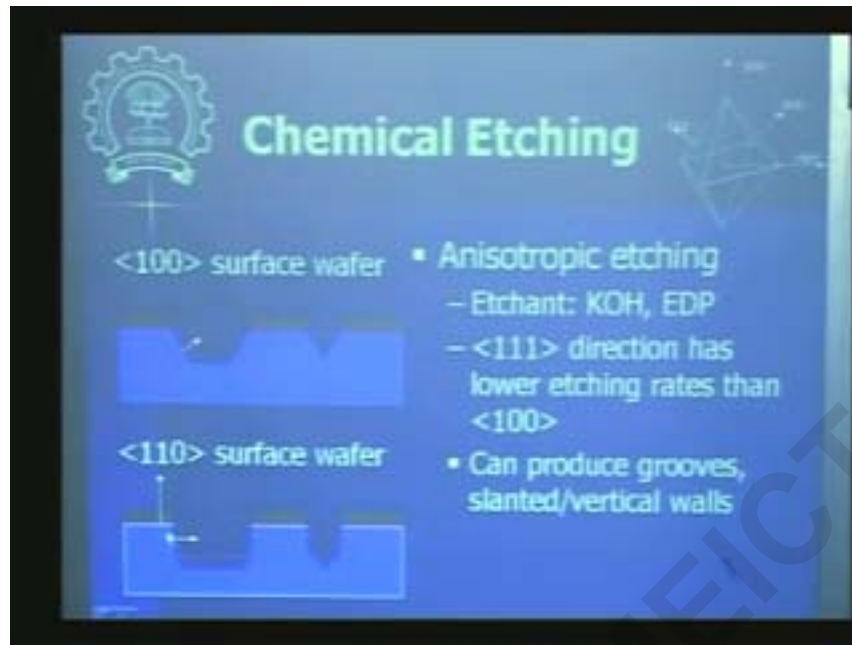 Chemical Etching
<100> surface wafer
<110> surface wafer
▪ Anisotropic etching
– Etchant: KOH, EDP
– <111> direction has
lower etching rates than
<100>
▪ Can produce grooves,
slanted/vertical walls
EICT